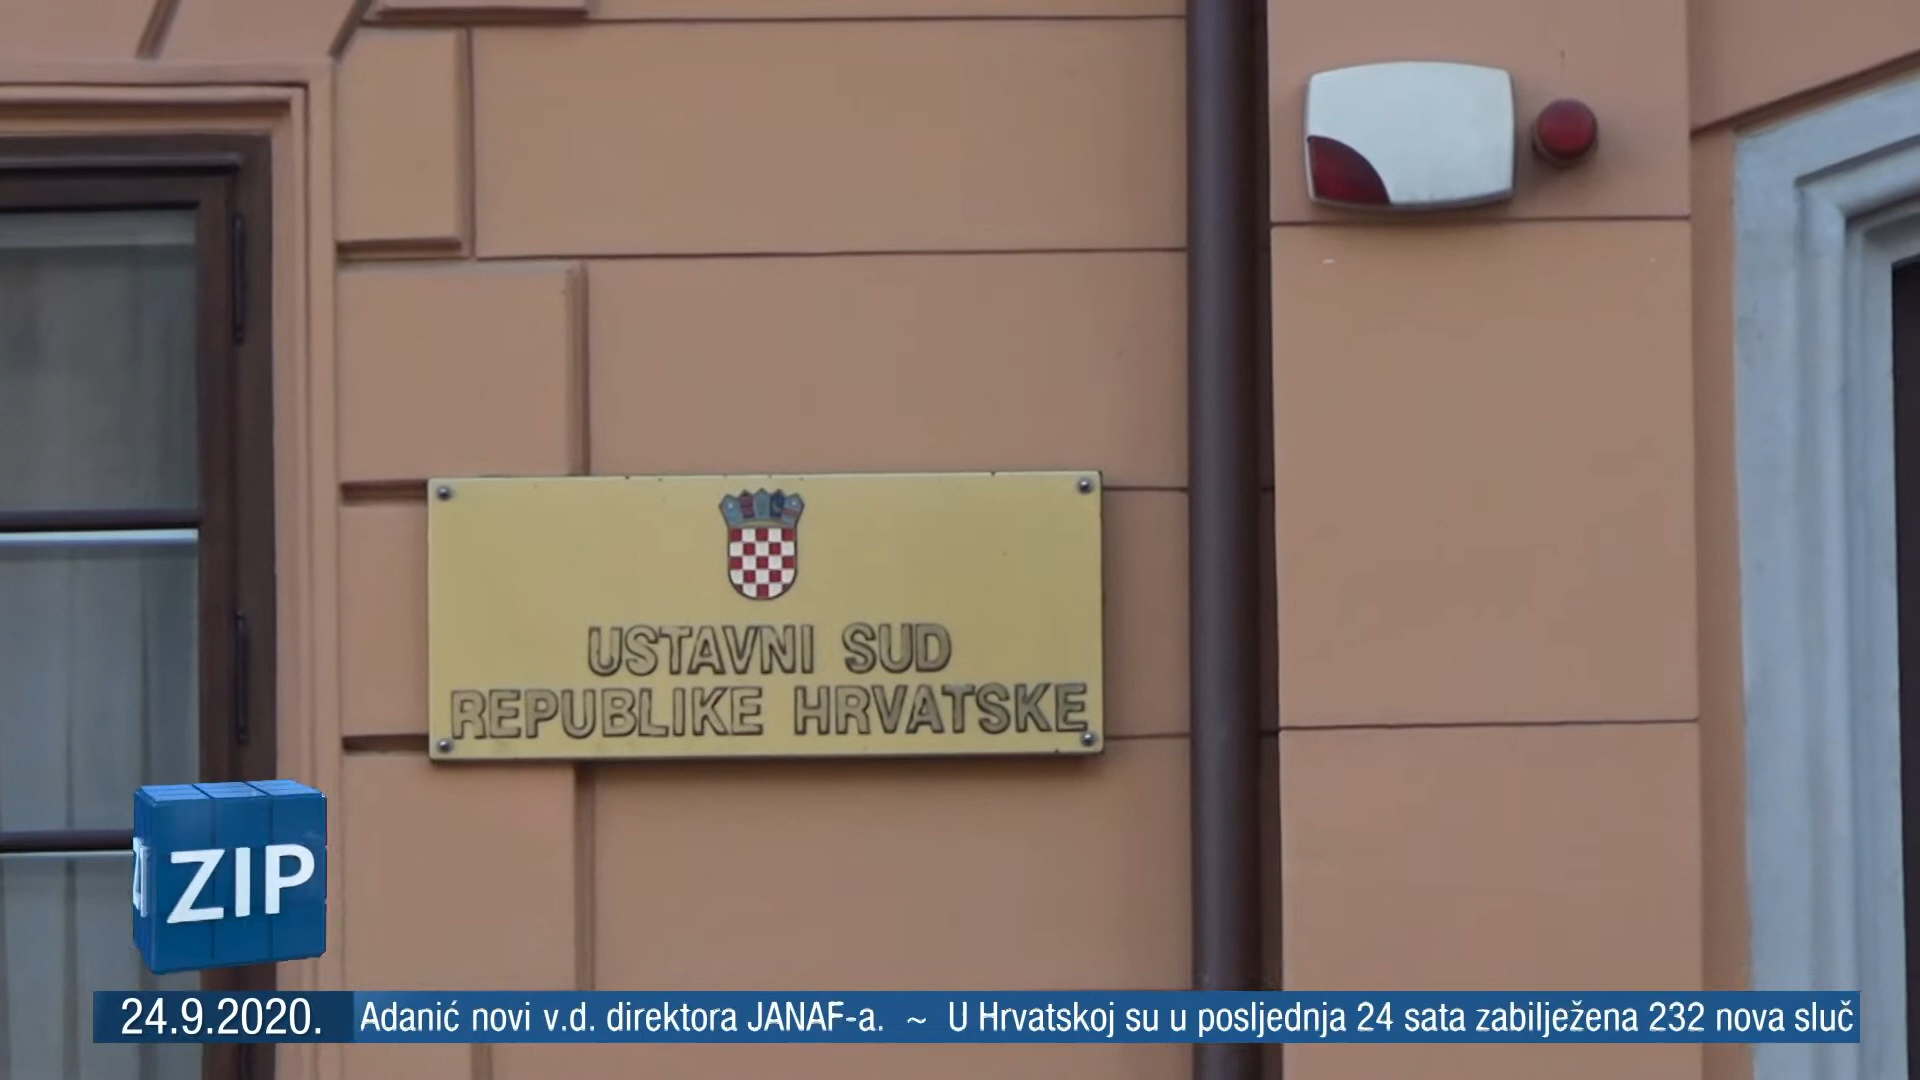 USTAVNI SUD
REPUBLIKE HRVATSKE
ZIP
24.9.2020. Adanić novi v.d. direktora JANAF-a. ~ U Hrvatskoj su u posljednja 24 sata zabilježena 232 nova sluč